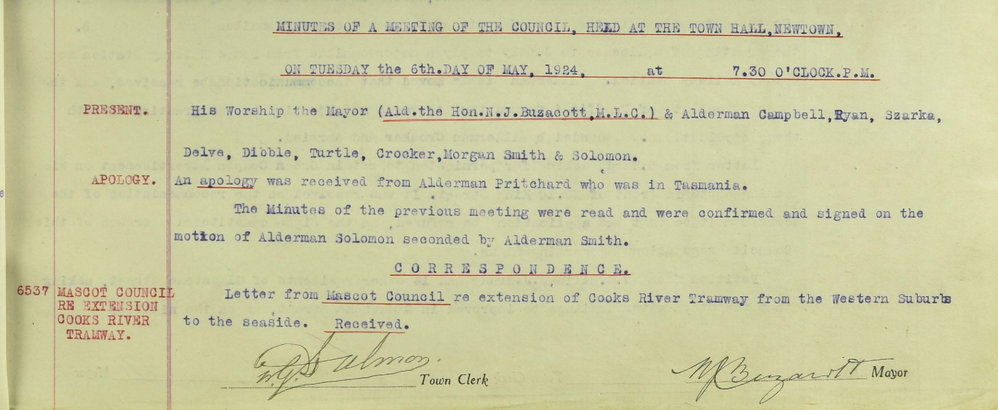 MINUTES OF A MEETING OF THE COUNCIL, HELD AT THE TOWN HALL,NEWTOWN,
ON TUESDAY the 6th.DAY OF MAY, 1924, at 7.30 O'CLOCK.P.M.
PRESENT. His Worship the Mayor (Ald.the Hon.N.J.Buzacott,M.L.C.) & Alderman Campbell,Ryan, Szarka,
Delve, Dibble, Turtle, Crocker,Morgan Smith & Solomon.
APOLOGY. An apology was received from Alderman Pritchard who was in Tasmania.
The Minutes of the previous meeting were read and were confirmed and signed on the
motion of Alderman Solomon seconded by Alderman Smith.
CORRESPONDENCE.
6537 MASCOT COUNCIL Letter from Mascot Council re extension of Cooks River Tramway from the Western Suburbs
RE EXTENSION
COOKS RIVER to the seaside. Received.
TRAMWAY.
W.G. Salmon. Town Clerk NJBuzacott Mayor